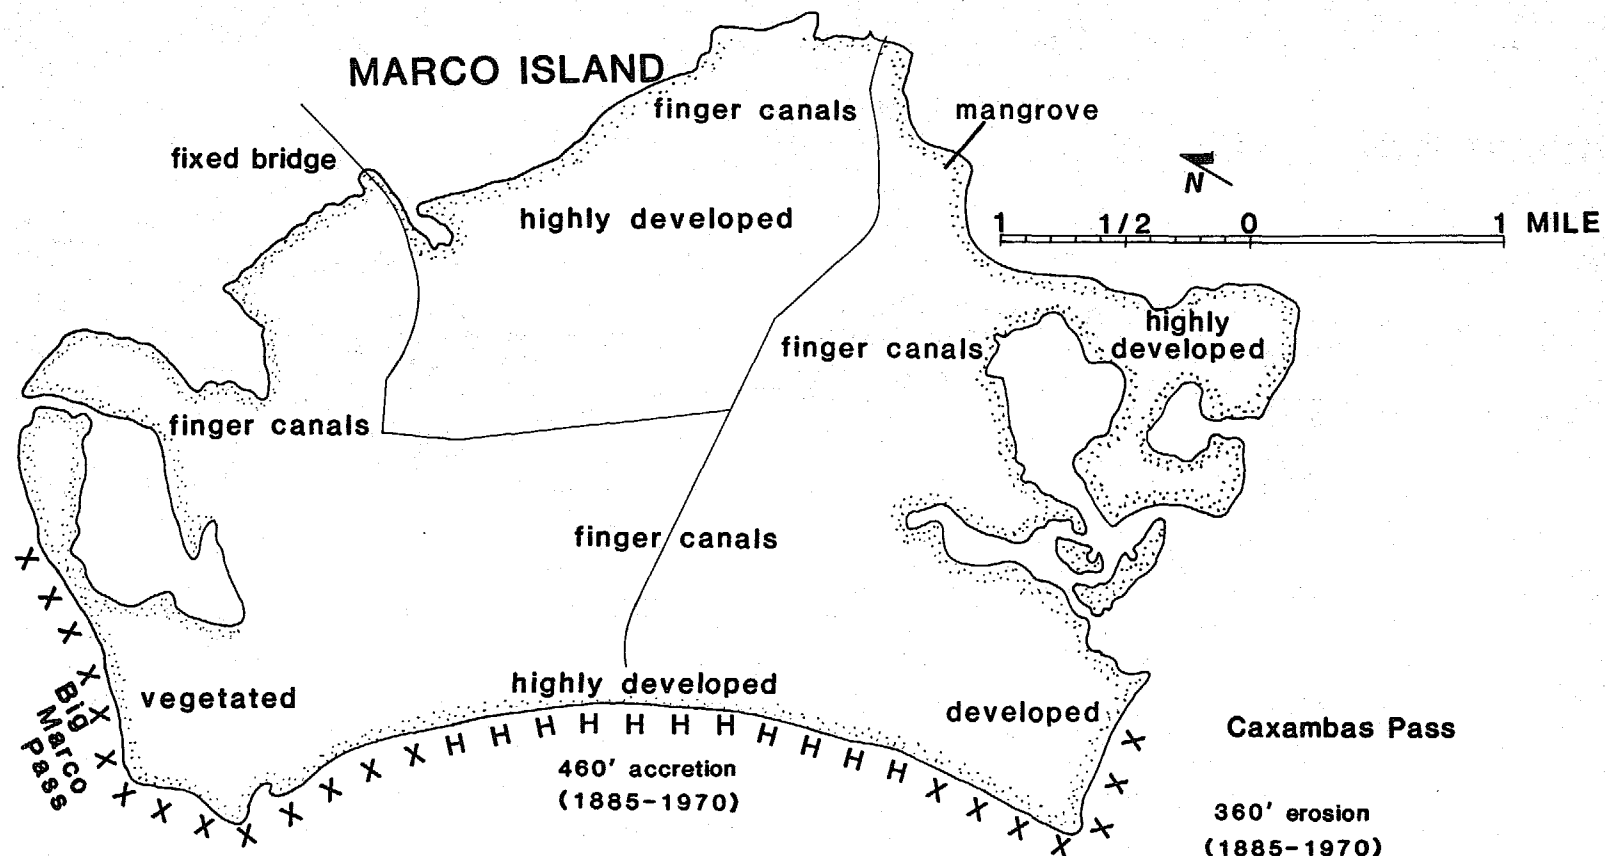 MARCO ISLAND
finger canals
mangrove
fixed bridge
N
highly developed
1 1/2 0 1 MILE
highly
developed
finger canals
finger canals
finger canals
vegetated
highly developed
developed
Big
Marco
Pass
Caxambas Pass
X X X X X X X X X X X X X X X X H H H H H H H H H H H X X X X X X X
460' accretion
(1885-1970)
360' erosion
(1885-1970)